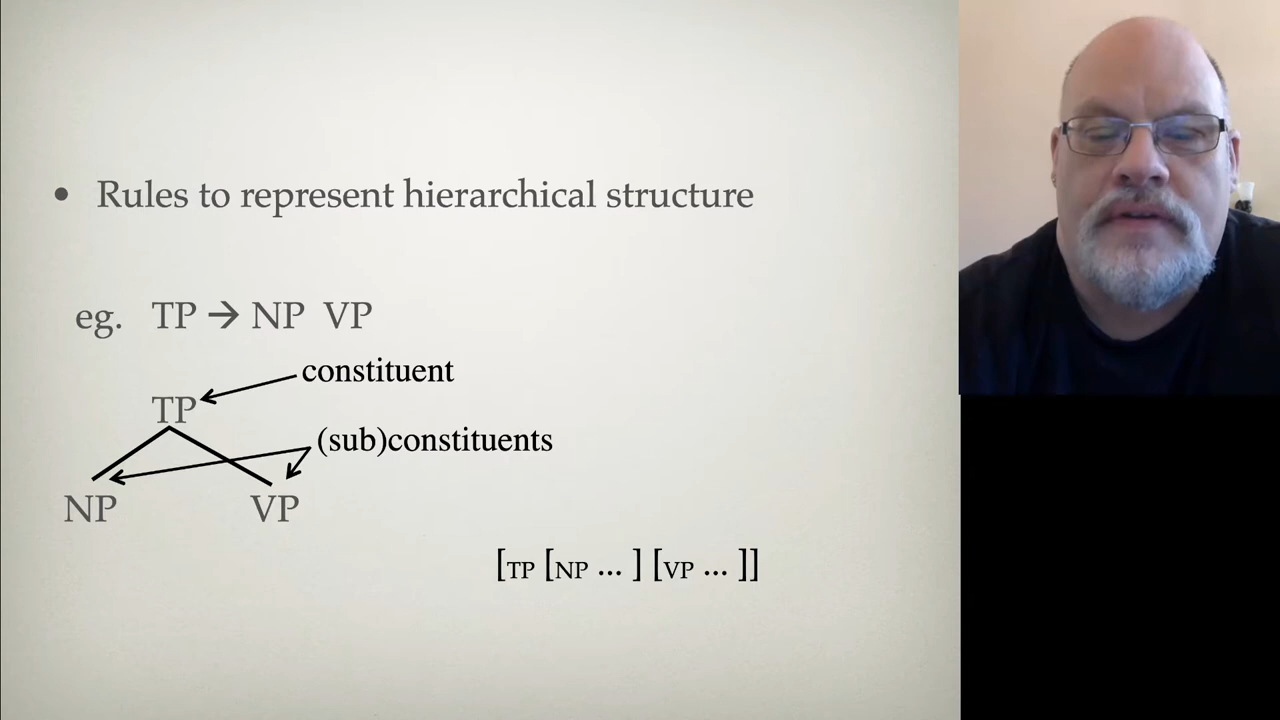 • Rules to represent hierarchical structure
eg. TP → NP VP
constituent
TP
(sub)constituents
NP VP
[TP [NP ... ] [VP ... ]]